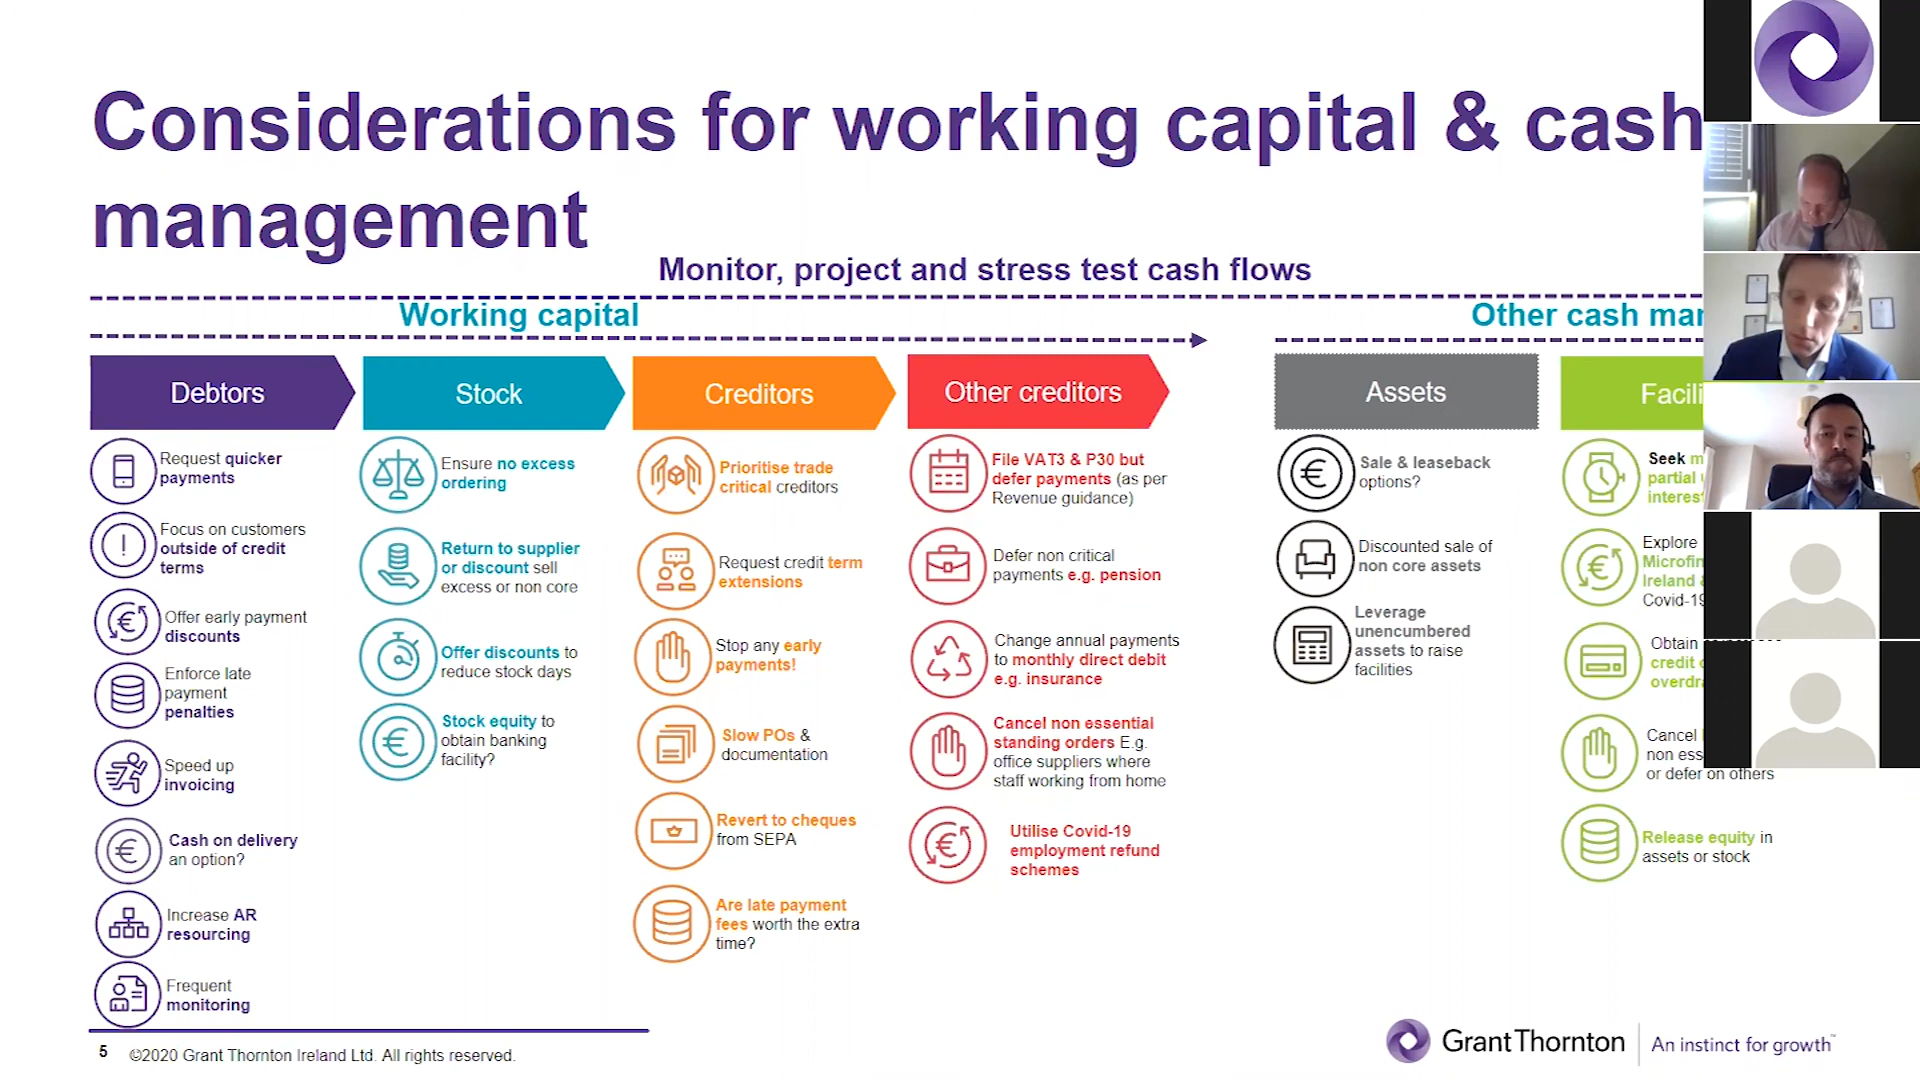 Considerations for working capital & cash
management
Monitor, project and stress test cash flows
Working capital
Other cash
Debtors
Request quicker
payments
Focus on customers
outside of credit
terms
Offer early payment
discounts
Enforce late
payment
penalties
Speed up
invoicing
Cash on delivery
an option?
Increase AR
resourcing
Frequent
monitoring
Stock
Ensure no excess
ordering
Return to supplier
or discount sell
excess or non core
Offer discounts to
reduce stock days
Stock equity to
obtain banking
facility?
Creditors
Prioritise trade
critical creditors
Request credit term
extensions
Stop any early
payments!
Slow POs &
documentation
Revert to cheques
from SEPA
Are late payment
fees worth the extra
time?
Other creditors
File VAT3 & P30 but
defer payments (as per
Revenue guidance)
Defer non critical
payments e.g. pension
Change annual payments
to monthly direct debit
e.g. insurance
Cancel non essential
standing orders E.g.
office suppliers where
staff working from home
Utilise Covid-19
employment refund
schemes
Assets
Sale & leaseback
options?
Discounted sale of
non core assets
Leverage
unencumbered
assets to raise
facilities
Seek
partial
Explore
Ireland
Obtain
credit
Cancel
non
or defer on others
Release equity in
assets or stock
5 ©2020 Grant Thornton Ireland Ltd. All rights reserved.
Grant Thornton
An instinct for growth™